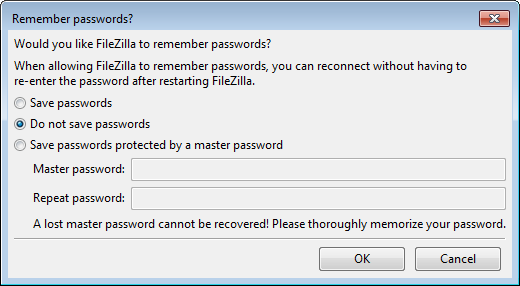 Remember passwords?
Would you like FileZilla to remember passwords?
When allowing FileZilla to remember passwords, you can reconnect without having to
re-enter the password after restarting FileZilla.
Save passwords
Do not save passwords
Save passwords protected by a master password
Master password:
Repeat password:
A lost master password cannot be recovered! Please thoroughly memorize your password.
OK
Cancel